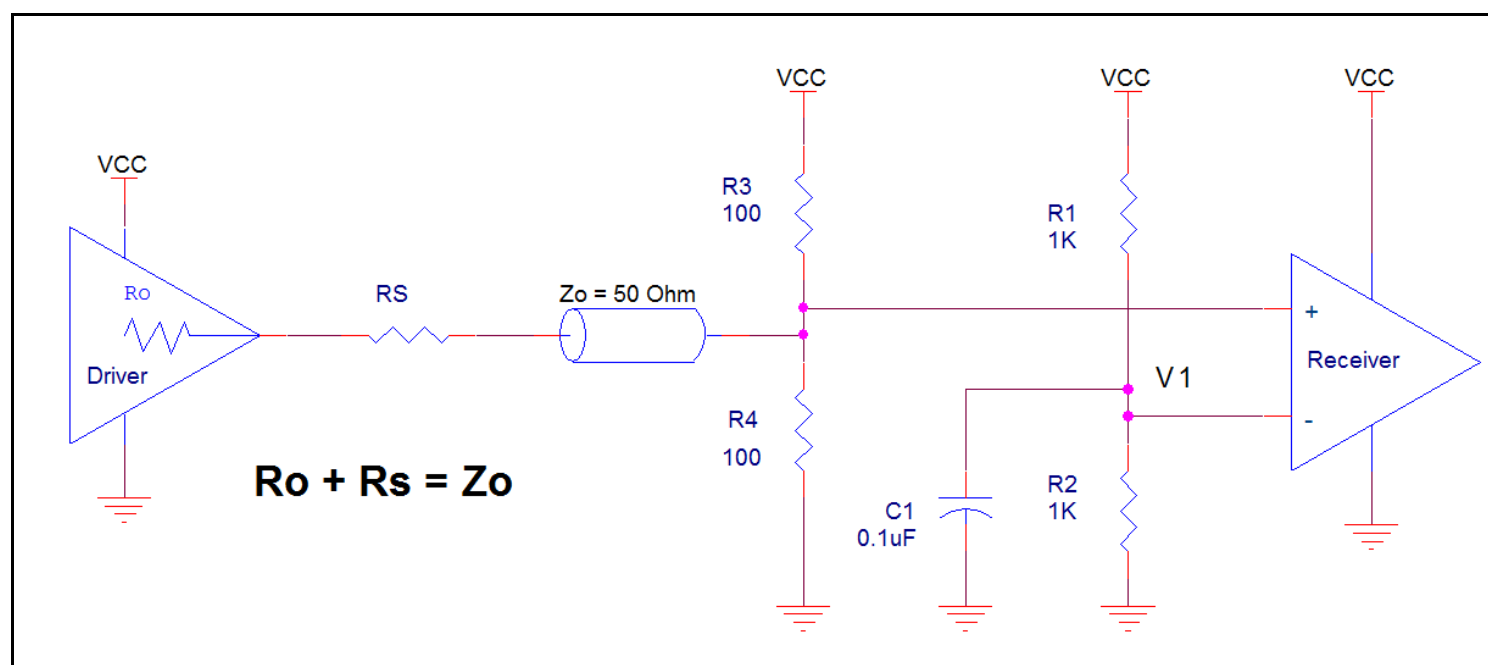 VCC
VCC
VCC
VCC
R3
100
R1
1K
Ro
RS
Zo = 50 Ohm
+
Driver
Receiver
V1
-
R4
100
Ro + Rs = Zo
R2
1K
C1
0.1uF